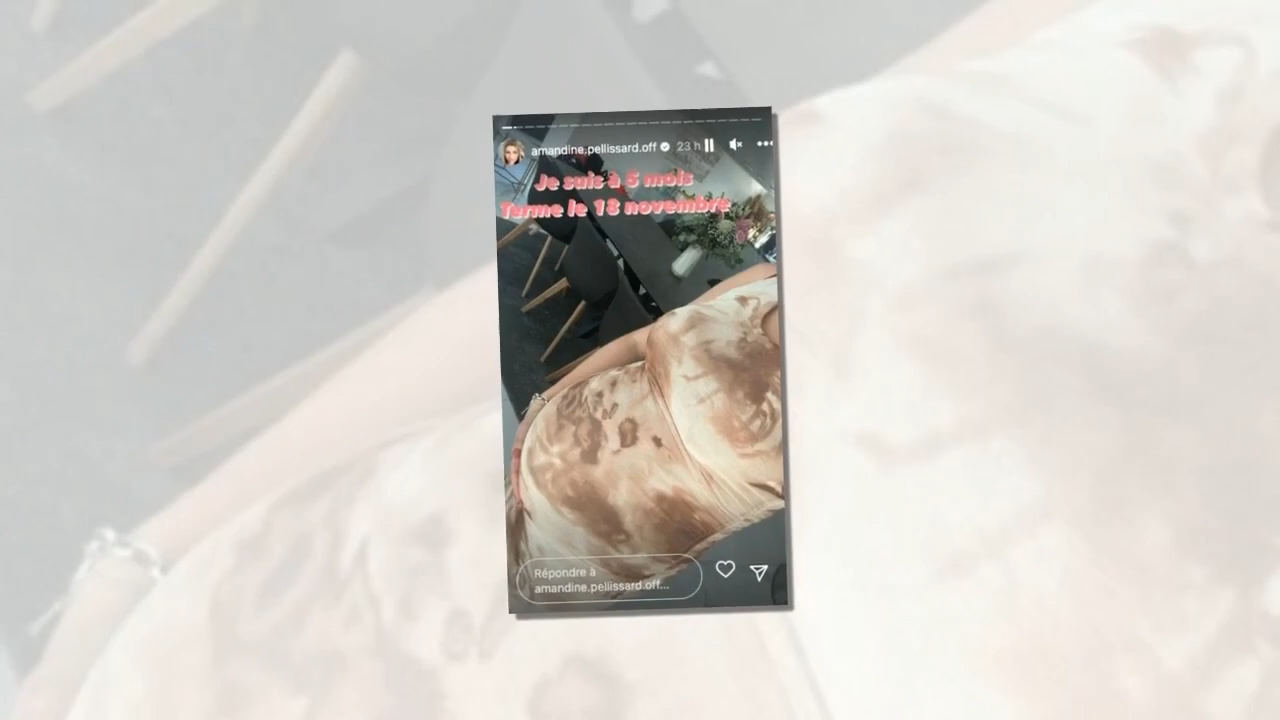 amandine.pellissard.off 23 h
Je suis à 5 mois
Terme le 18 novembre
Répondre à
amandine.pellissard.off...